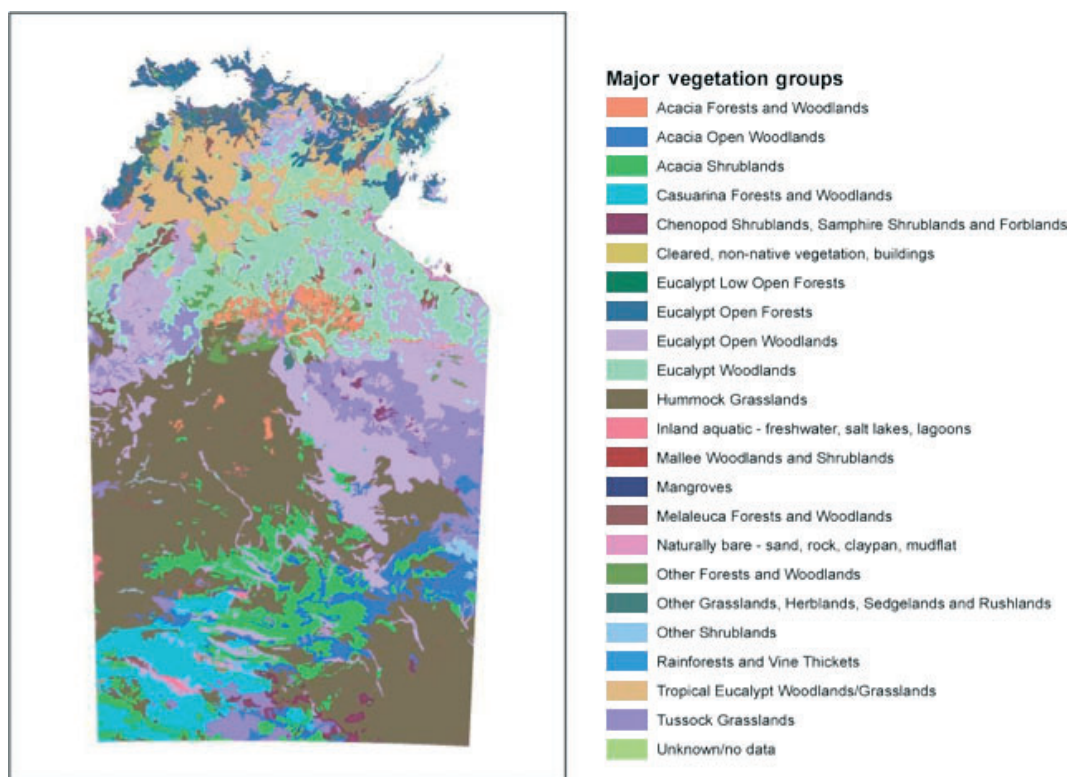 Major vegetation groups
Acacia Forests and Woodlands
Acacia Open Woodlands
Acacia Shrublands
Casuarina Forests and Woodlands
Chenopod Shrublands, Samphire Shrublands and Forblands
Cleared, non-native vegetation, buildings
Eucalypt Low Open Forests
Eucalypt Open Forests
Eucalypt Open Woodlands
Eucalypt Woodlands
Hummock Grasslands
Inland aquatic - freshwater, salt lakes, lagoons
Mallee Woodlands and Shrublands
Mangroves
Melaleuca Forests and Woodlands
Naturally bare - sand, rock, claypan, mudflat
Other Forests and Woodlands
Other Grasslands, Herblands, Sedgelands and Rushlands
Other Shrublands
Rainforests and Vine Thickets
Tropical Eucalypt Woodlands/Grasslands
Tussock Grasslands
Unknown/no data